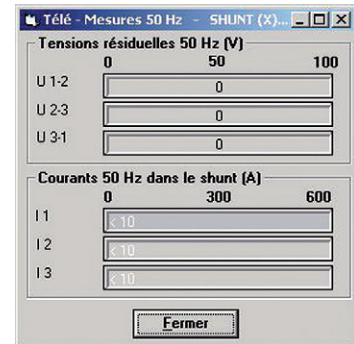 Télé - Mesures 50 Hz - SHUNT (X)...
Tensions résiduelles 50 Hz (V)
0 50 100
U 1-2 0
U 2-3 0
U 3-1 0
Courants 50 Hz dans le shunt (A)
0 300 600
I 1 < 10
I 2 < 10
I 3 < 10
Fermer